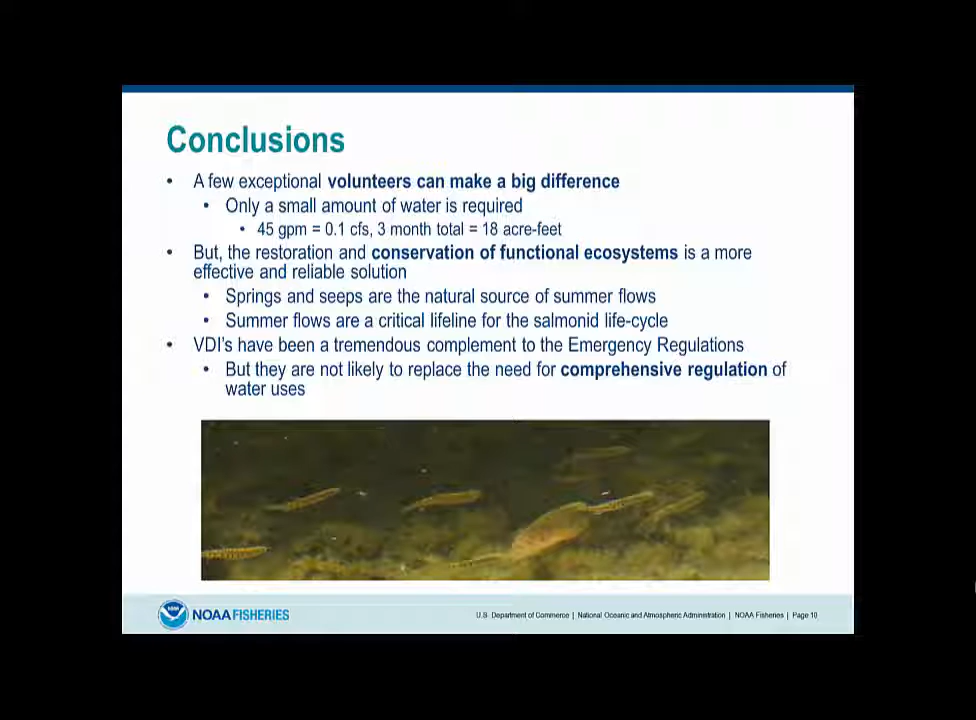 Conclusions
• A few exceptional volunteers can make a big difference
• Only a small amount of water is required
• 45 gpm = 0.1 cfs, 3 month total = 18 acre-feet
• But, the restoration and conservation of functional ecosystems is a more
effective and reliable solution
• Springs and seeps are the natural source of summer flows
• Summer flows are a critical lifeline for the salmonid life-cycle
• VDI's have been a tremendous complement to the Emergency Regulations
• But they are not likely to replace the need for comprehensive regulation of
water uses
NOAA FISHERIES
U.S. Department of Commerce | National Oceanic and Atmospheric Administration | NOAA Fisheries | Page 10